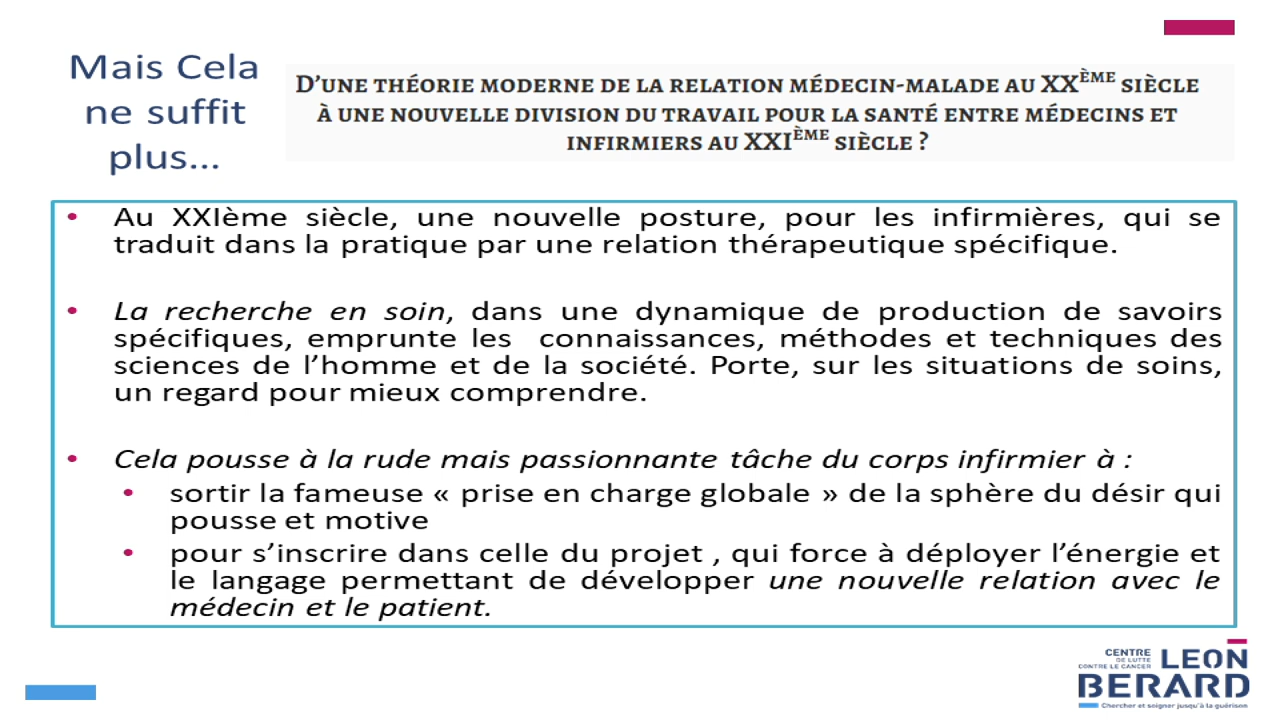 Mais Cela
ne suffit
plus...
D'UNE THÉORIE MODERNE DE LA RELATION MÉDECIN-MALADE AU XXÈME SIÈCLE
À UNE NOUVELLE DIVISION DU TRAVAIL POUR LA SANTÉ ENTRE MÉDECINS ET
INFIRMIERS AU XXIÈME SIÈCLE ?
• Au XXIème siècle, une nouvelle posture, pour les infirmières, qui se
traduit dans la pratique par une relation thérapeutique spécifique.
• La recherche en soin, dans une dynamique de production de savoirs
spécifiques, emprunte les connaissances, méthodes et techniques des
sciences de l'homme et de la société. Porte, sur les situations de soins,
un regard pour mieux comprendre.
• Cela pousse à la rude mais passionnante tâche du corps infirmier à :
• sortir la fameuse « prise en charge globale » de la sphère du désir qui
pousse et motive
• pour s'inscrire dans celle du projet , qui force à déployer l'énergie et
le langage permettant de développer une nouvelle relation avec le
médecin et le patient.
CENTRE
DE LUTTE
CONTRE LE CANCER
LEON
BERARD
Chercher et soigner jusqu'à la guérison